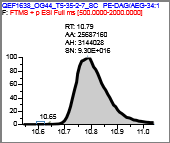 QEF1638_OG44_T5-35-2-7_SC PE-DAG/AEG-34:1
F: FTMS + p ESI Full ms [500.0000-2000.0000]
RT: 10.79
AA: 25687160
AH: 3144028
SN: 9.30E+016
100
80
60
40
20
0
10.65
10.6 10.7 10.8 10.9 11.0